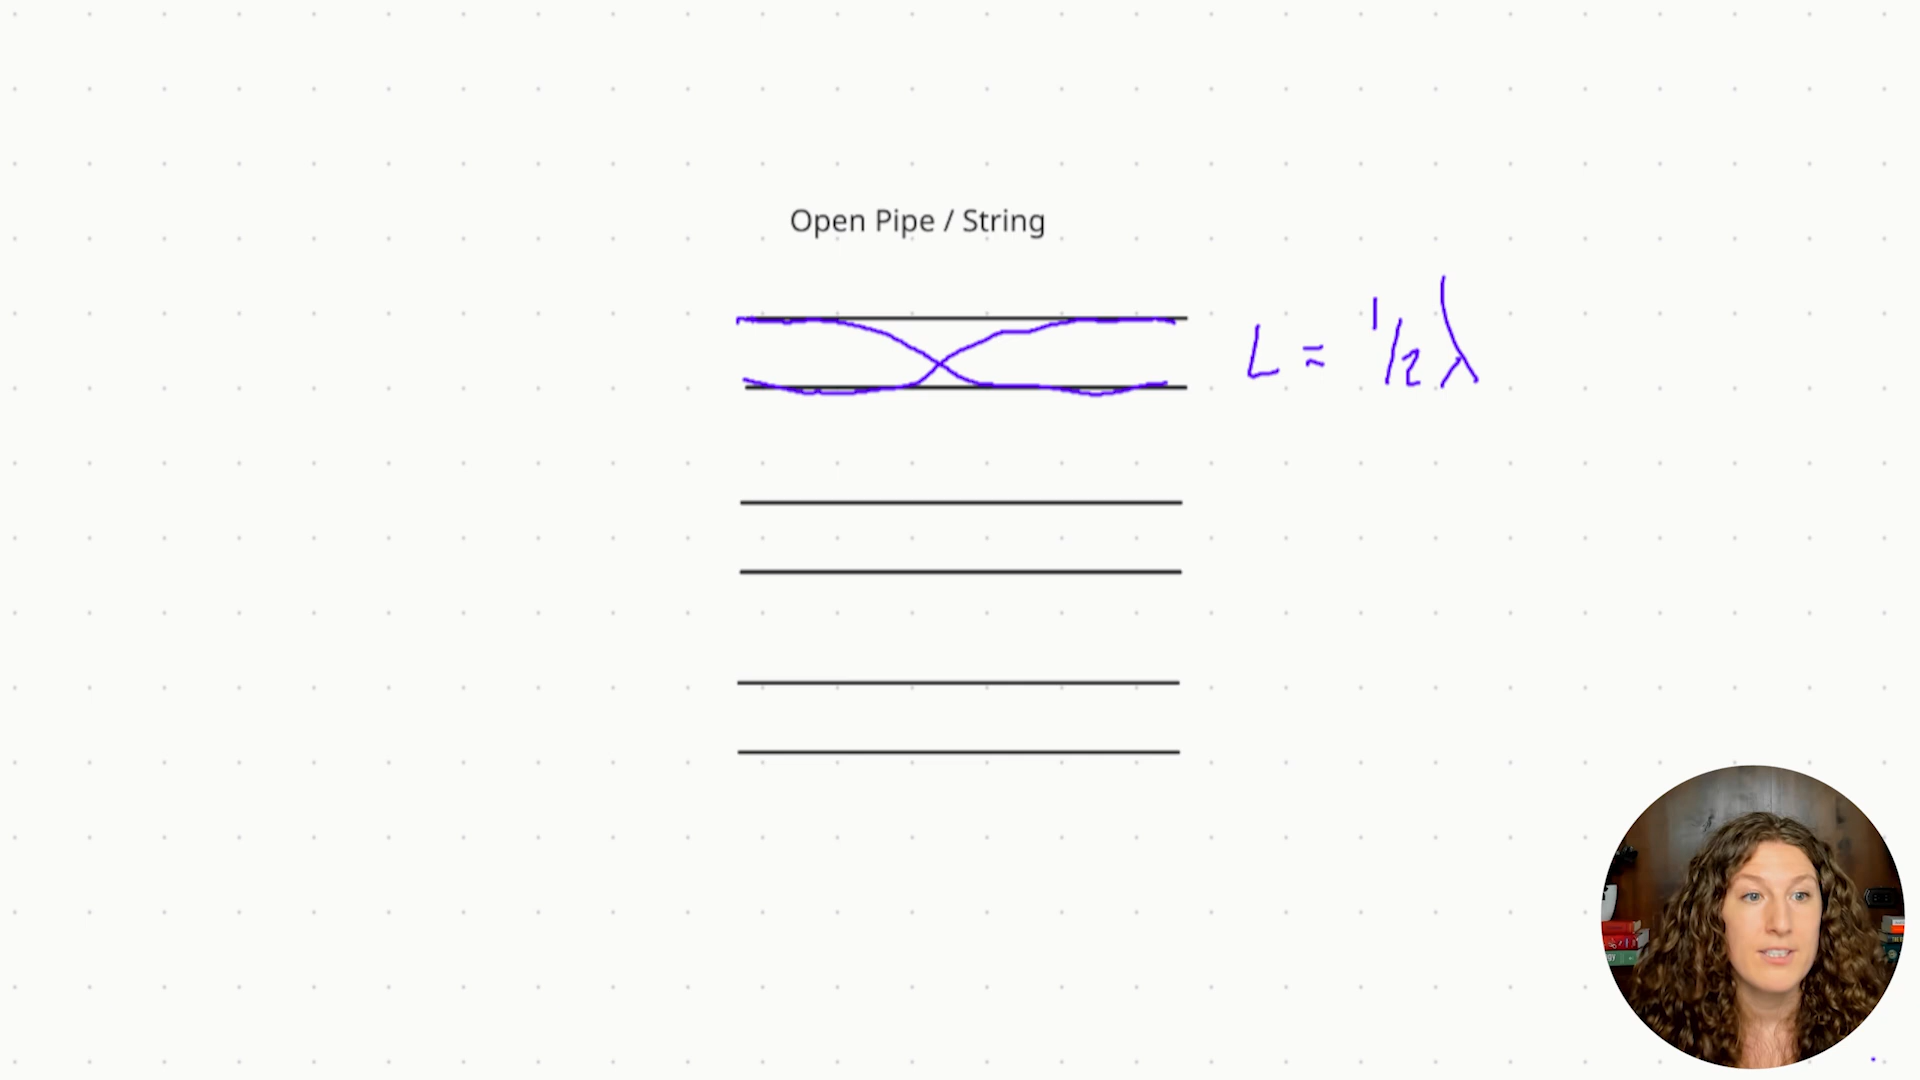 Open Pipe / String
L = 1/2 λ